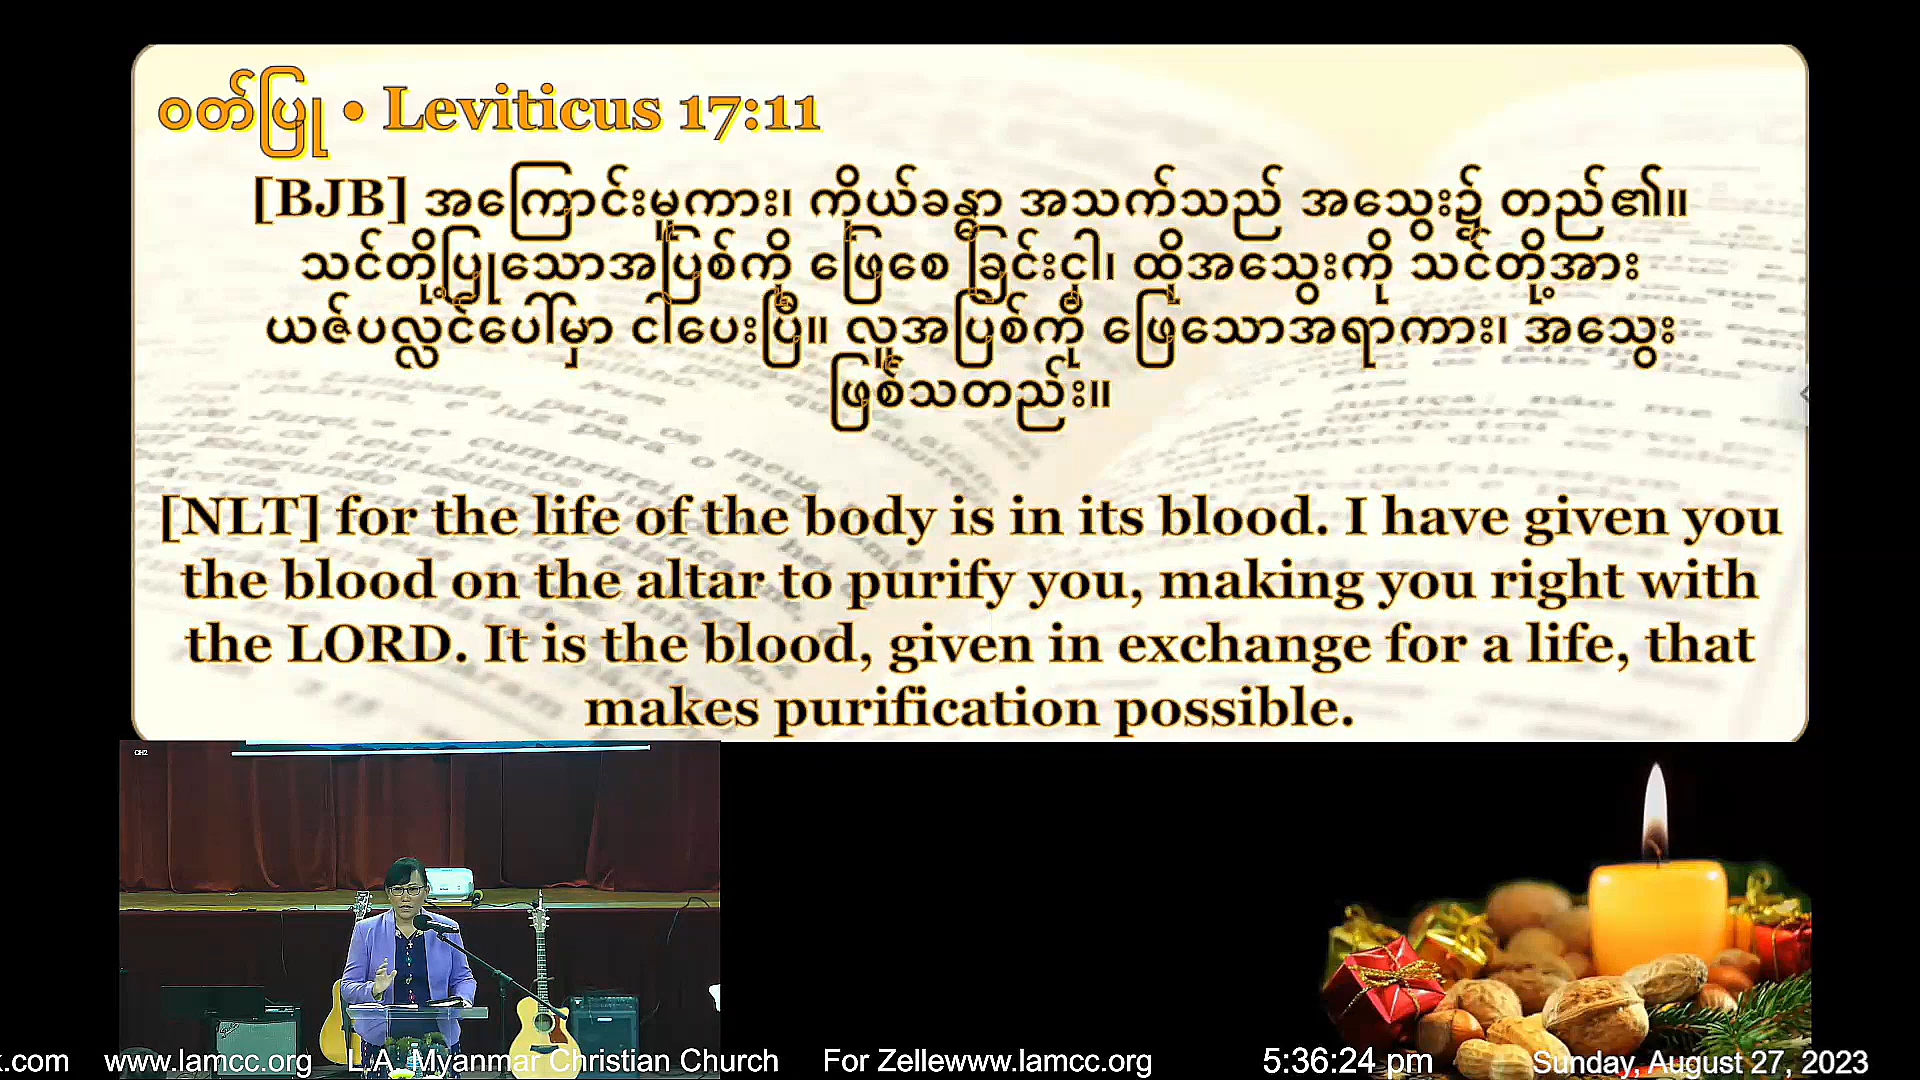 ဝတ်ပြု • Leviticus 17:11
[BJB] အကြောင်းမူကား၊ ကိုယ်ခန္ဓာ အသက်သည် အသွေး၌ တည်၏။
သင်တို့ပြုသောအပြစ်ကို ဖြေစေ ခြင်းငှါ၊ ထိုအသွေးကို သင်တို့အား
ယဇ်ပလ္လင်ပေါ်မှာ ငါပေးပြီ။ လူအပြစ်ကို ဖြေသောအရာကား၊ အသွေး
ဖြစ်သတည်း။
[NLT] for the life of the body is in its blood. I have given you
the blood on the altar to purify you, making you right with
the LORD. It is the blood, given in exchange for a life, that
makes purification possible.
CH2
k.com www.lamcc.org L.A. Myanmar Christian Church For Zellewww.lamcc.org 5:36:24 pm Sunday, August 27, 2023